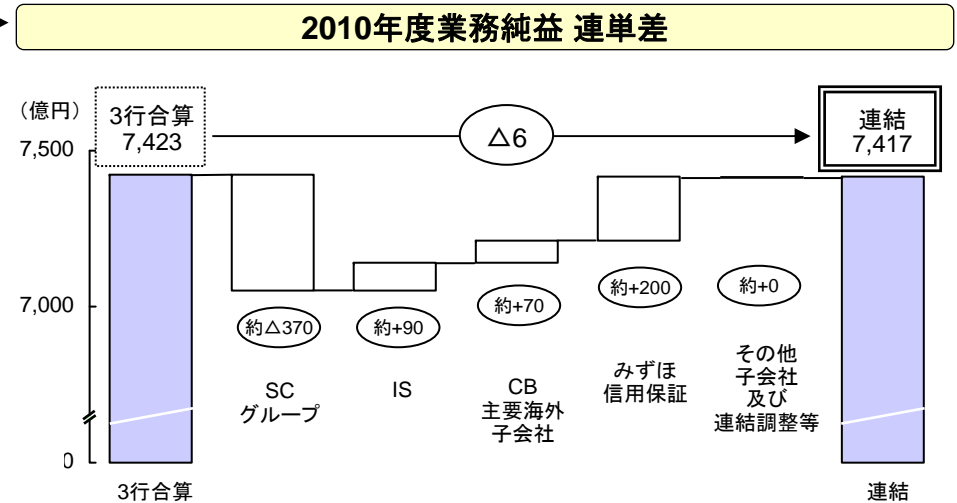 2010年度業務純益 連単差
（億円）
3行合算
7,423
△6
連結
7,417
7,500
7,000
0
約△370
約+90
約+70
約+200
約+0
SC
グループ
IS
CB
主要海外
子会社
みずほ
信用保証
その他
子会社
及び
連結調整等
3行合算
連結